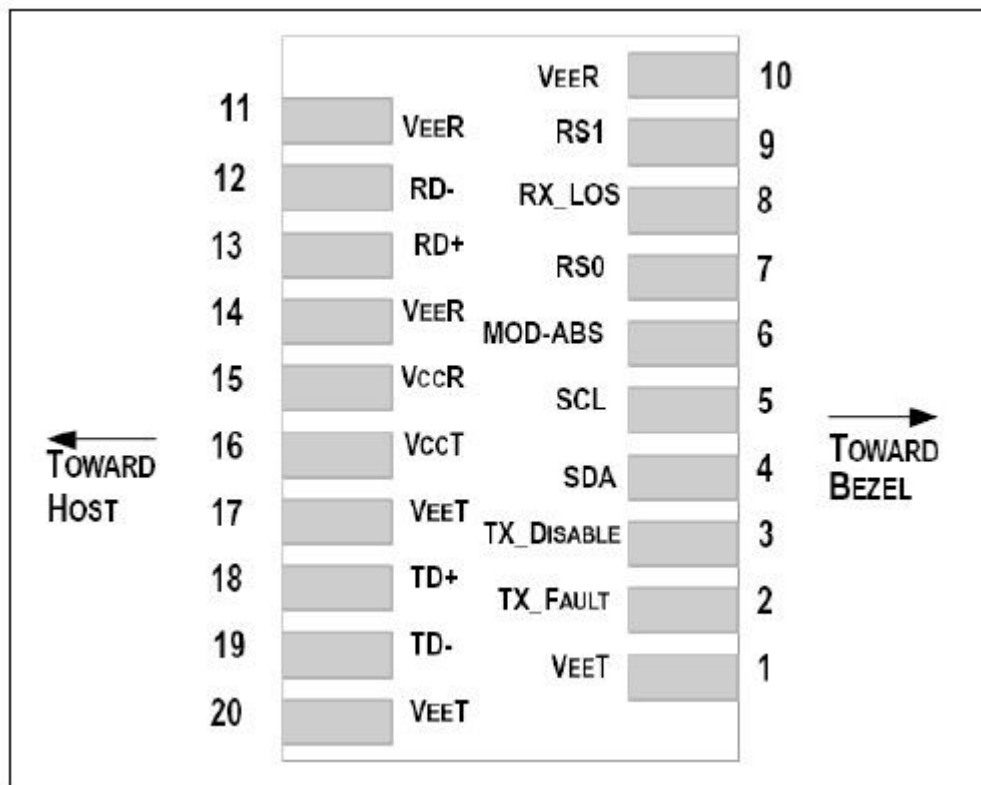 VEER 10
11 VEER
RS1 9
12 RD-
RX_LOS 8
13 RD+
RS0 7
14 VEER
MOD-ABS 6
15 VCCR
SCL 5
16 VCCT
TOWARD
HOST
TOWARD
BEZEL
SDA 4
17 VEET
TX_DISABLE 3
18 TD+
TX_FAULT 2
19 TD-
VEET 1
20 VEET